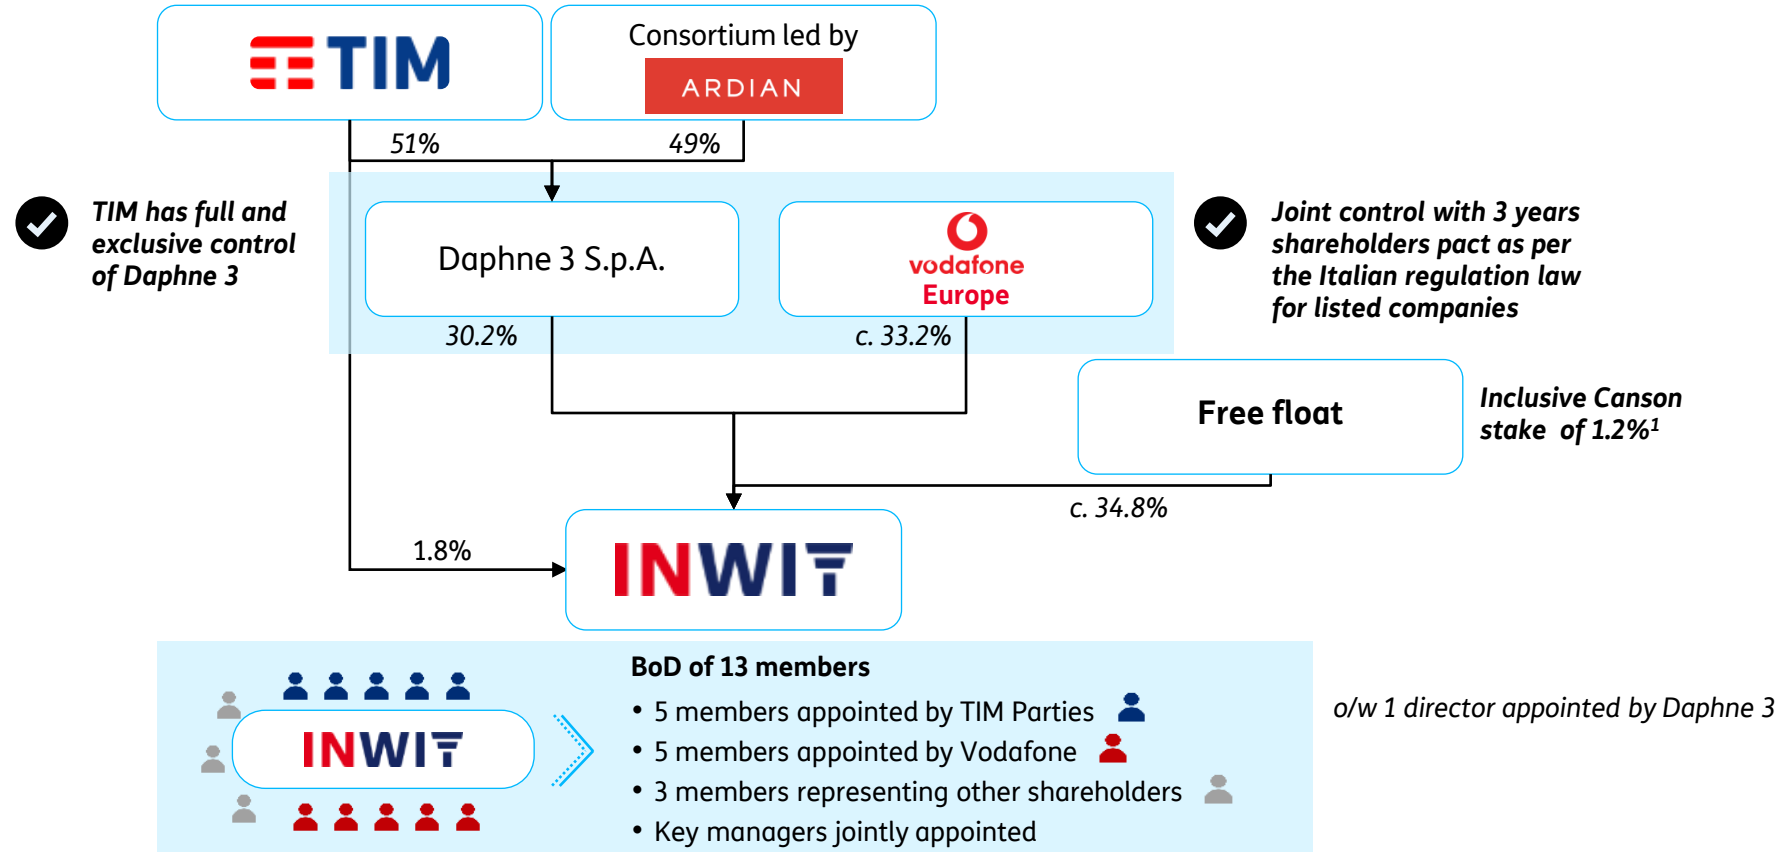 TIM
Consortium led by
ARDIAN
51%
49%
TIM has full and
exclusive control
of Daphne 3
Daphne 3 S.p.A.
vodafone
Europe
Joint control with 3 years
shareholders pact as per
the Italian regulation law
for listed companies
30.2%
c. 33.2%
Free float
Inclusive Canson
stake of 1.2%¹
c. 34.8%
1.8%
INWIT
BoD of 13 members
• 5 members appointed by TIM Parties
o/w 1 director appointed by Daphne 3
INWIT
• 5 members appointed by Vodafone
• 3 members representing other shareholders
• Key managers jointly appointed